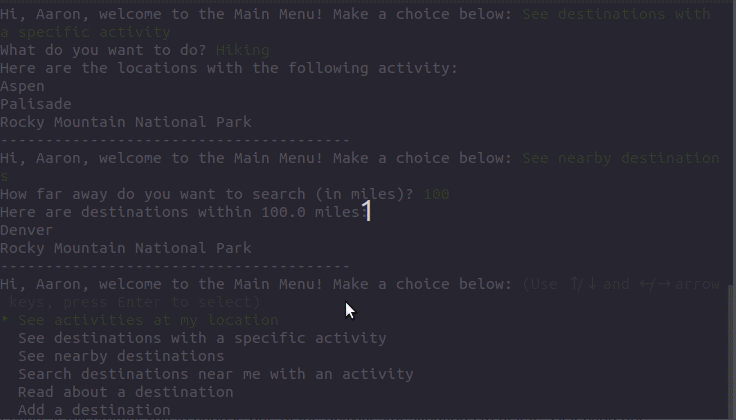 Hi, Aaron, welcome to the Main Menu! Make a choice below: See destinations with
a specific activity
What do you want to do? Hiking
Here are the locations with the following activity:
Aspen
Palisade
Rocky Mountain National Park
---------------------------------------
Hi, Aaron, welcome to the Main Menu! Make a choice below: See nearby destination
s
How far away do you want to search (in miles)? 100
Here are destinations within 100.0 miles:
1
Denver
Rocky Mountain National Park
---------------------------------------
Hi, Aaron, welcome to the Main Menu! Make a choice below: (Use ↑/↓ and ←/→ arrow
keys, press Enter to select)
‣ See activities at my location
See destinations with a specific activity
See nearby destinations
Search destinations near me with an activity
Read about a destination
Add a destination